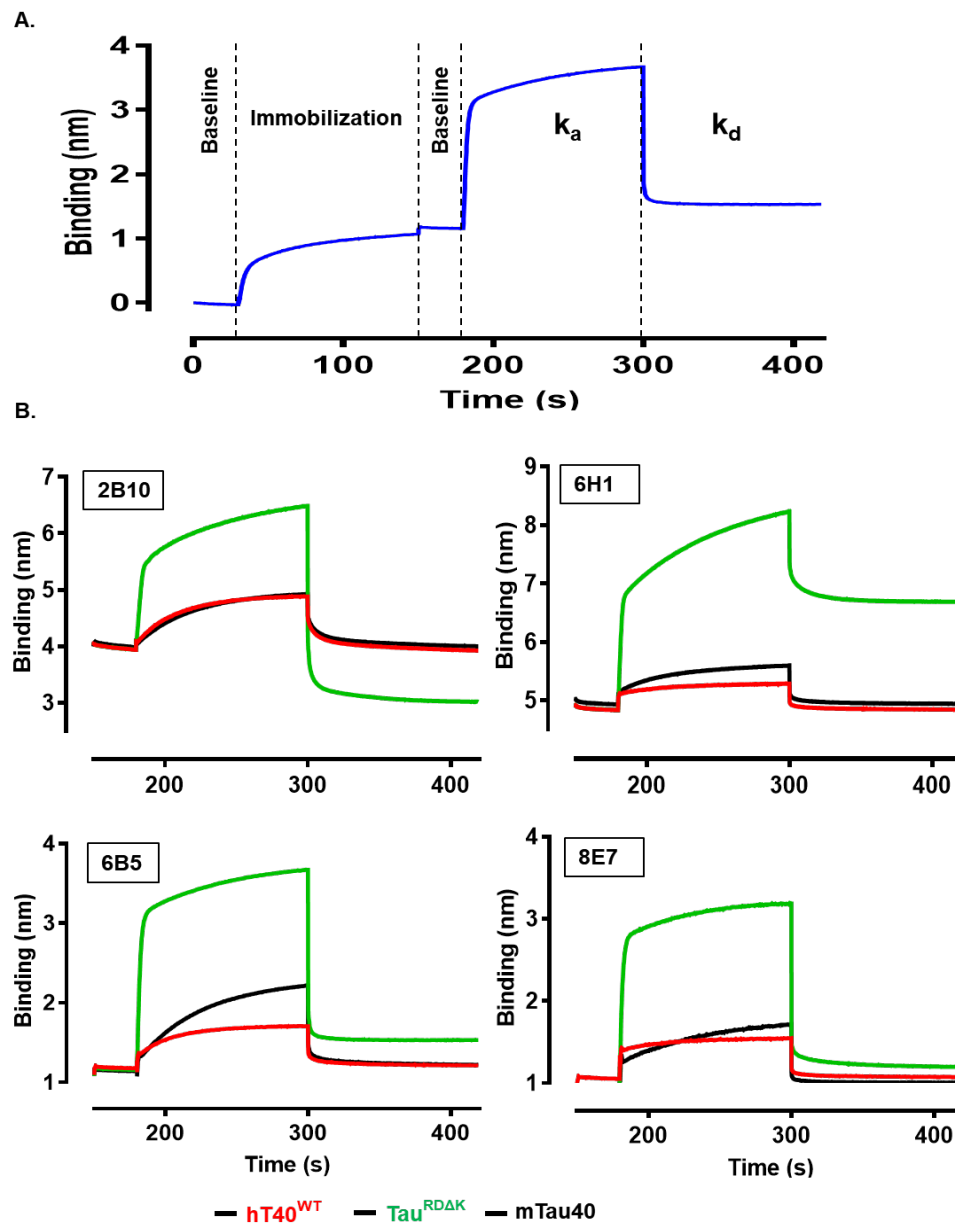 A.
Binding (nm)
4
3
2
1
0
Baseline
Immobilization
Baseline
ka
kd
0 100 200 300 400
Time (s)
B.
2B10
Binding (nm)
7
6
5
4
3
200 300 400
6H1
Binding (nm)
9
8
7
6
5
200 300 400
6B5
Binding (nm)
4
3
2
1
200 300 400
Time (s)
8E7
Binding (nm)
4
3
2
1
200 300 400
Time (s)
hT40WT TauRDΔK mTau40